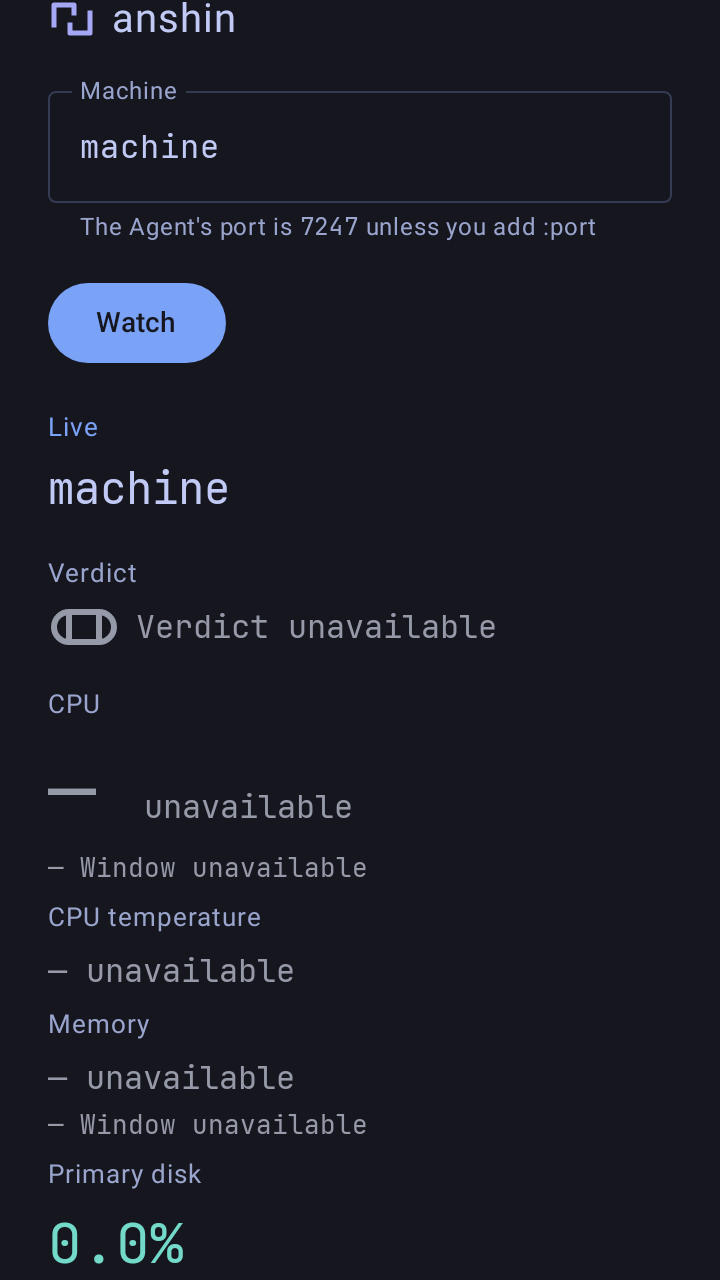 anshin
Machine
machine
The Agent's port is 7247 unless you add :port
Watch
Live
machine
Verdict
Verdict unavailable
CPU
— unavailable
— Window unavailable
CPU temperature
— unavailable
Memory
— unavailable
— Window unavailable
Primary disk
0.0%